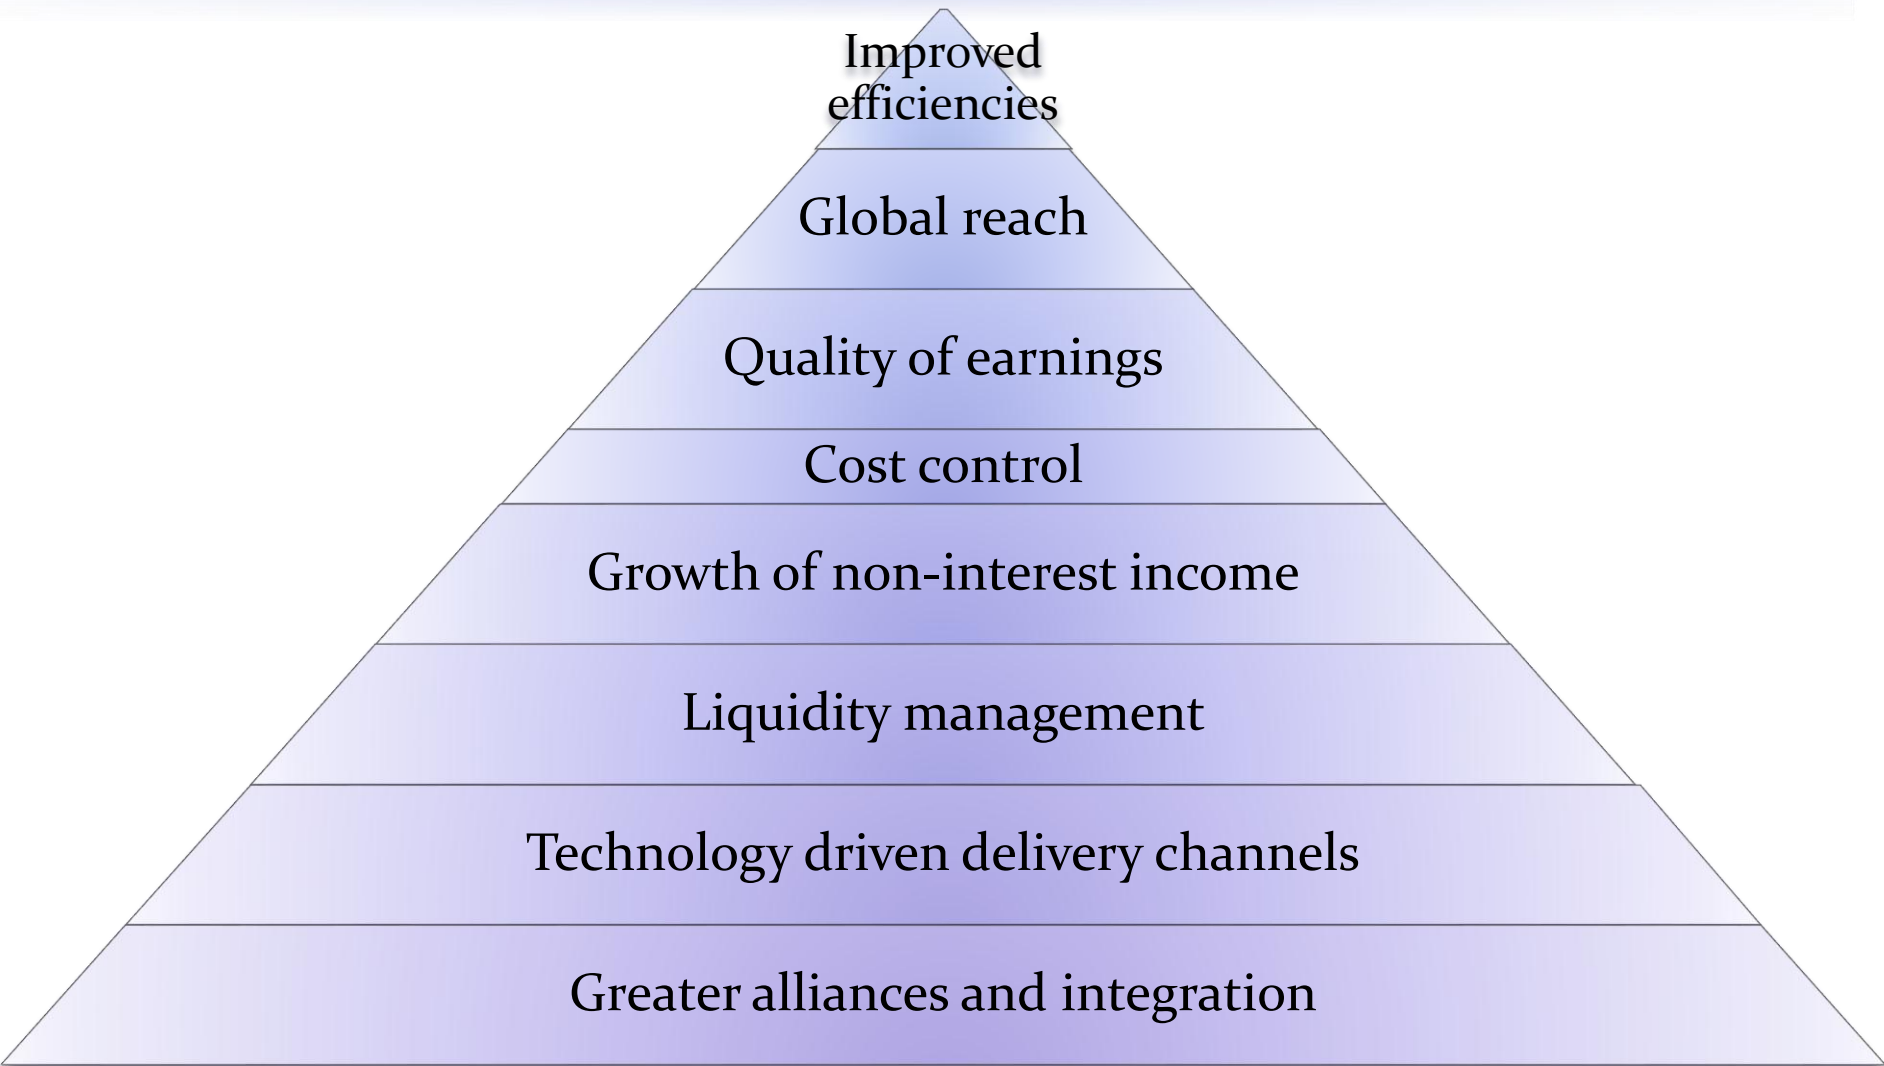 Improved
efficiencies
Global reach
Quality of earnings
Cost control
Growth of non-interest income
Liquidity management
Technology driven delivery channels
Greater alliances and integration